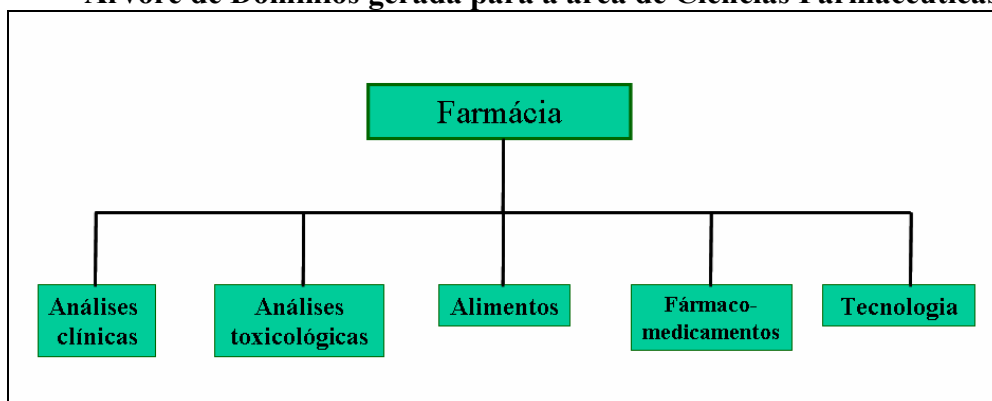 Árvore de Domínios gerada para a área de Ciências Farmacêuticas
Farmácia
Análises
clínicas
Análises
toxicológicas
Alimentos
Fármaco-
medicamentos
Tecnologia